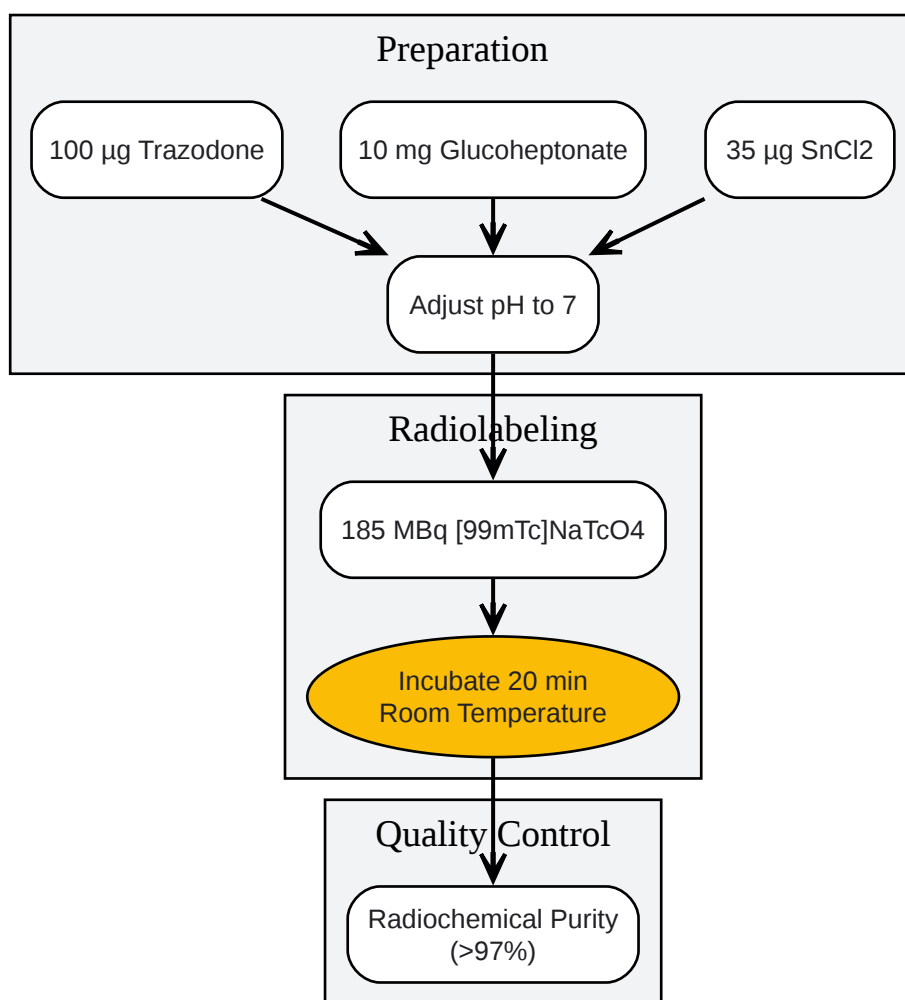 Preparation
100 µg Trazodone
10 mg Glucoheptonate
35 µg SnCl2
Adjust pH to 7
Radiolabeling
185 MBq [99mTc]NaTcO4
Incubate 20 min
Room Temperature
Quality Control
Radiochemical Purity
(>97%)